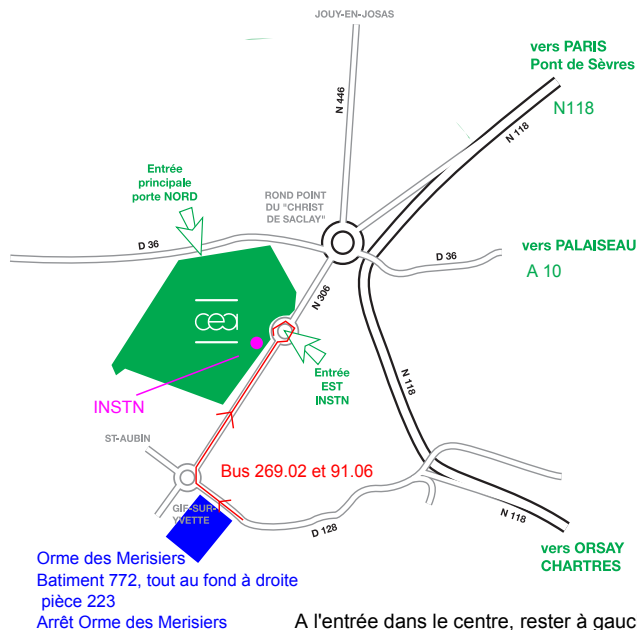 JOUY-EN-JOSAS
vers PARIS
Pont de Sèvres
N118
N 446
N 118
Entrée
principale
porte NORD
ROND POINT
DU "CHRIST
DE SACLAY"
D 36
D 36
vers PALAISEAU
A 10
N 306
cea
Entrée
EST
INSTN
INSTN
N 118
ST-AUBIN
Bus 269.02 et 91.06
GIF-SUR-
YVETTE
D 128
N 118
vers ORSAY
CHARTRES
Orme des Merisiers
Batiment 772, tout au fond à droite
pièce 223
Arrêt Orme des Merisiers
A l'entrée dans le centre, rester à gauc